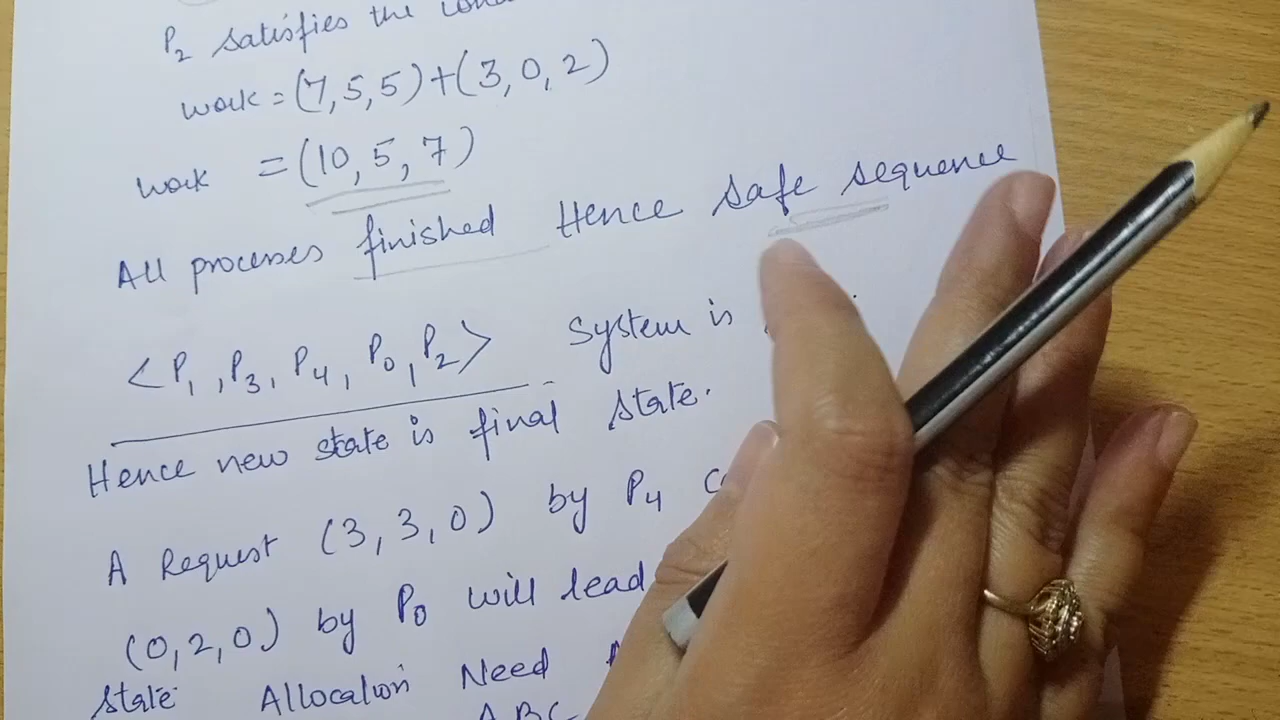 P2 satisfies the
work = (7,5,5)+(3,0,2)
work = (10,5,7)
All processes finished Hence safe sequence
<P1, P3, P4, P0, P2> System is
Hence new state is final state.
A Request (3,3,0) by P4
(0,2,0) by P0 will lead
state Allocation Need
ABC